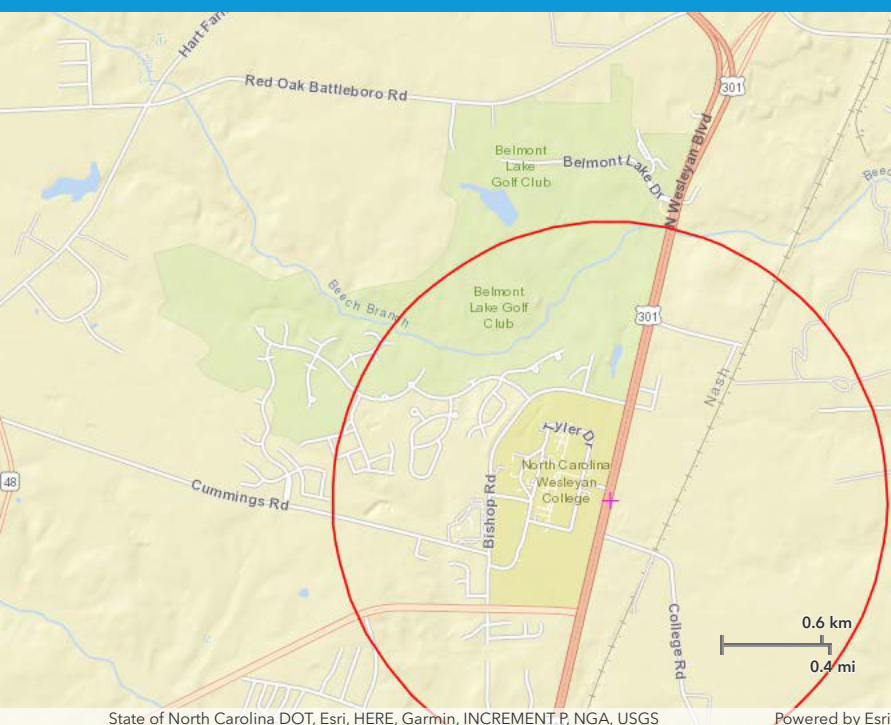 Hart Farm
Red Oak Battleboro Rd
301
N Wesleyan Blvd
Belmont
Lake
Golf Club
Belmont Lake Dr
Beech Branch
Belmont
Lake Golf
Club
301
Nash
Tyler Dr
North Carolina
Wesleyan
College
48
Cummings Rd
Bishop Rd
College Rd
0.6 km
0.4 mi
State of North Carolina DOT, Esri, HERE, Garmin, INCREMENT P, NGA, USGS
Powered by Esri